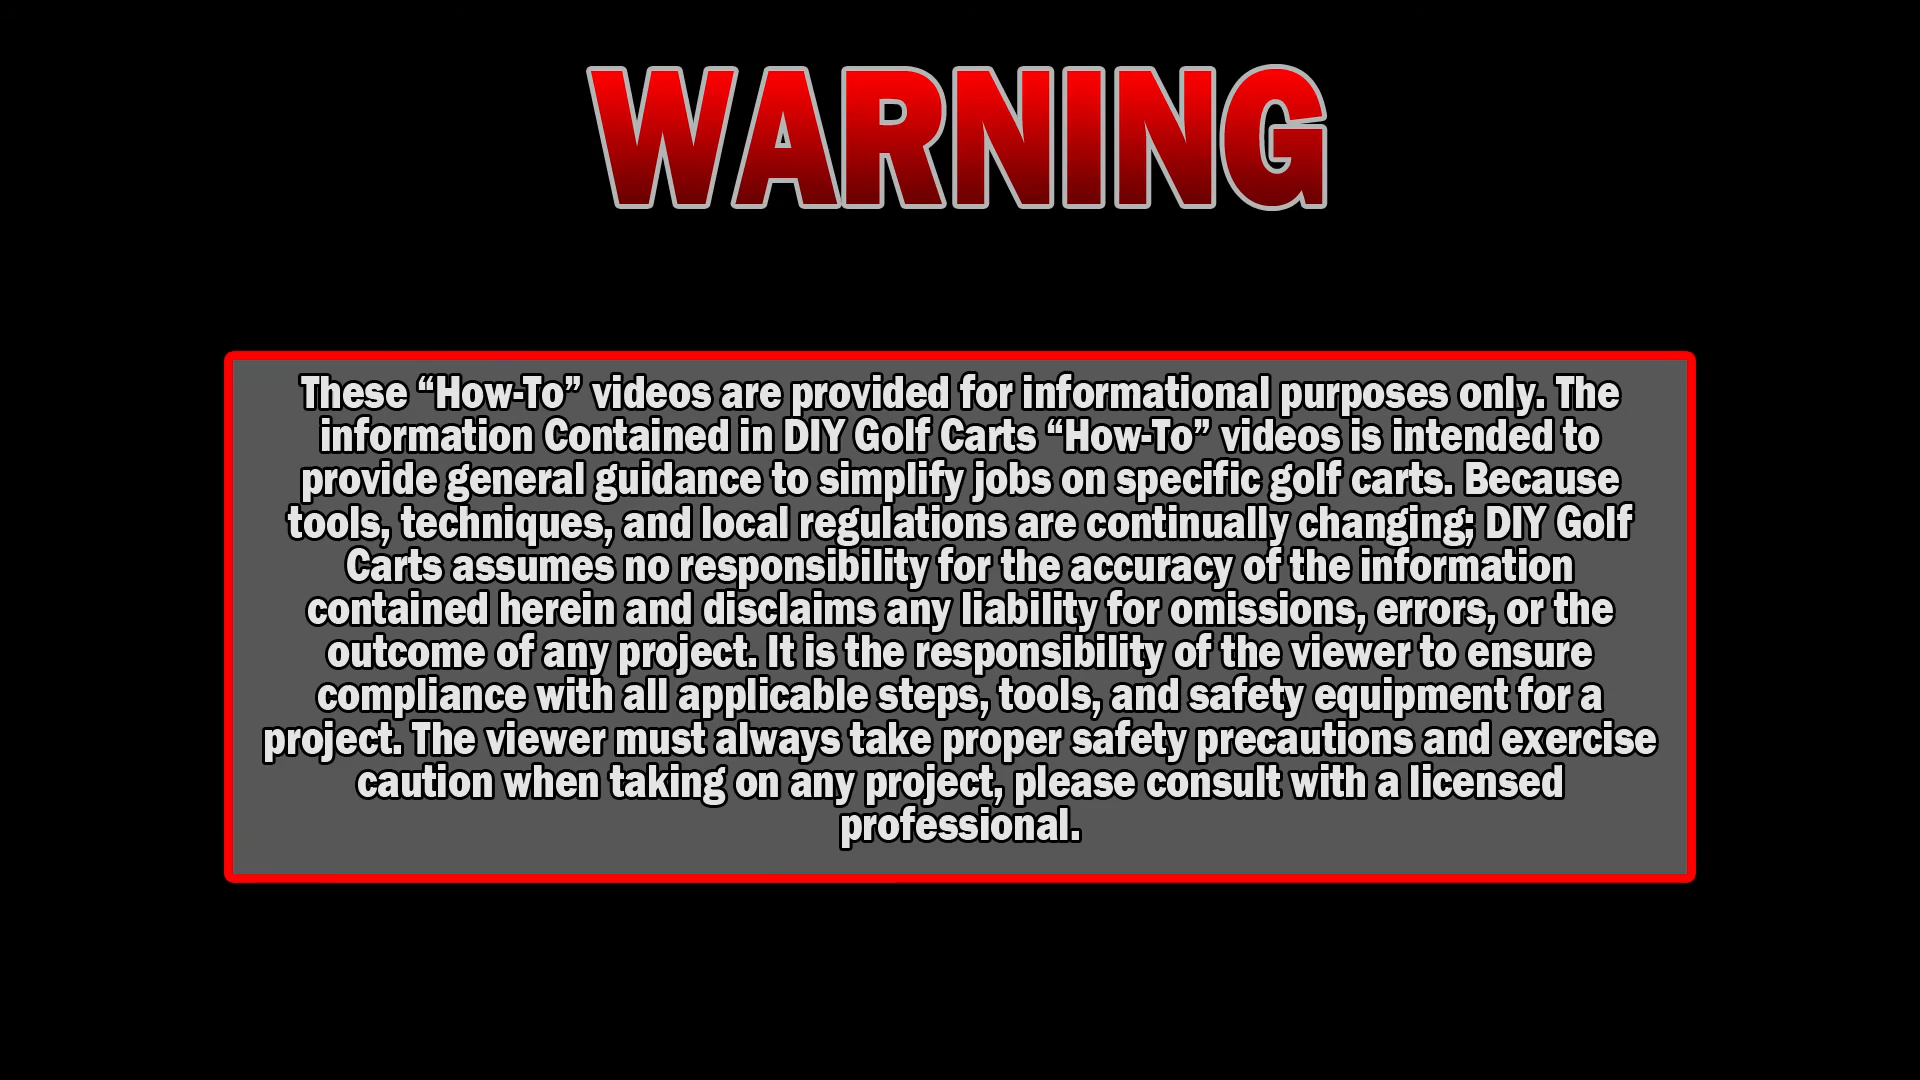 WARNING
These “How-To” videos are provided for informational purposes only. The
information Contained in DIY Golf Carts “How-To” videos is intended to
provide general guidance to simplify jobs on specific golf carts. Because
tools, techniques, and local regulations are continually changing; DIY Golf
Carts assumes no responsibility for the accuracy of the information
contained herein and disclaims any liability for omissions, errors, or the
outcome of any project. It is the responsibility of the viewer to ensure
compliance with all applicable steps, tools, and safety equipment for a
project. The viewer must always take proper safety precautions and exercise
caution when taking on any project, please consult with a licensed
professional.